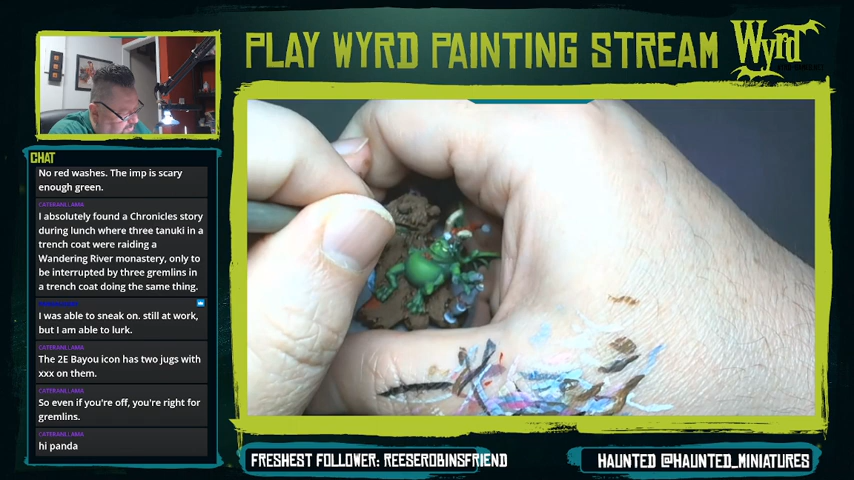 PLAY WYRD PAINTING STREAM
Wyrd
CHAT
No red washes. The imp is scary
enough green.
CATERANLLAMA
I absolutely found a Chronicles story
during lunch where three tanuki in a
trench coat were raiding a
Wandering River monastery, only to
be interrupted by three gremlins in
a trench coat doing the same thing.
I was able to sneak on. still at work,
but I am able to lurk.
The 2E Bayou icon has two jugs with
xxx on them.
CATERANLLAMA
So even if you're off, you're right for
gremlins.
CATERANLLAMA
hi panda
FRESHEST FOLLOWER: REESEROBINSFRIEND
HAUNTED @HAUNTED_MINIATURES